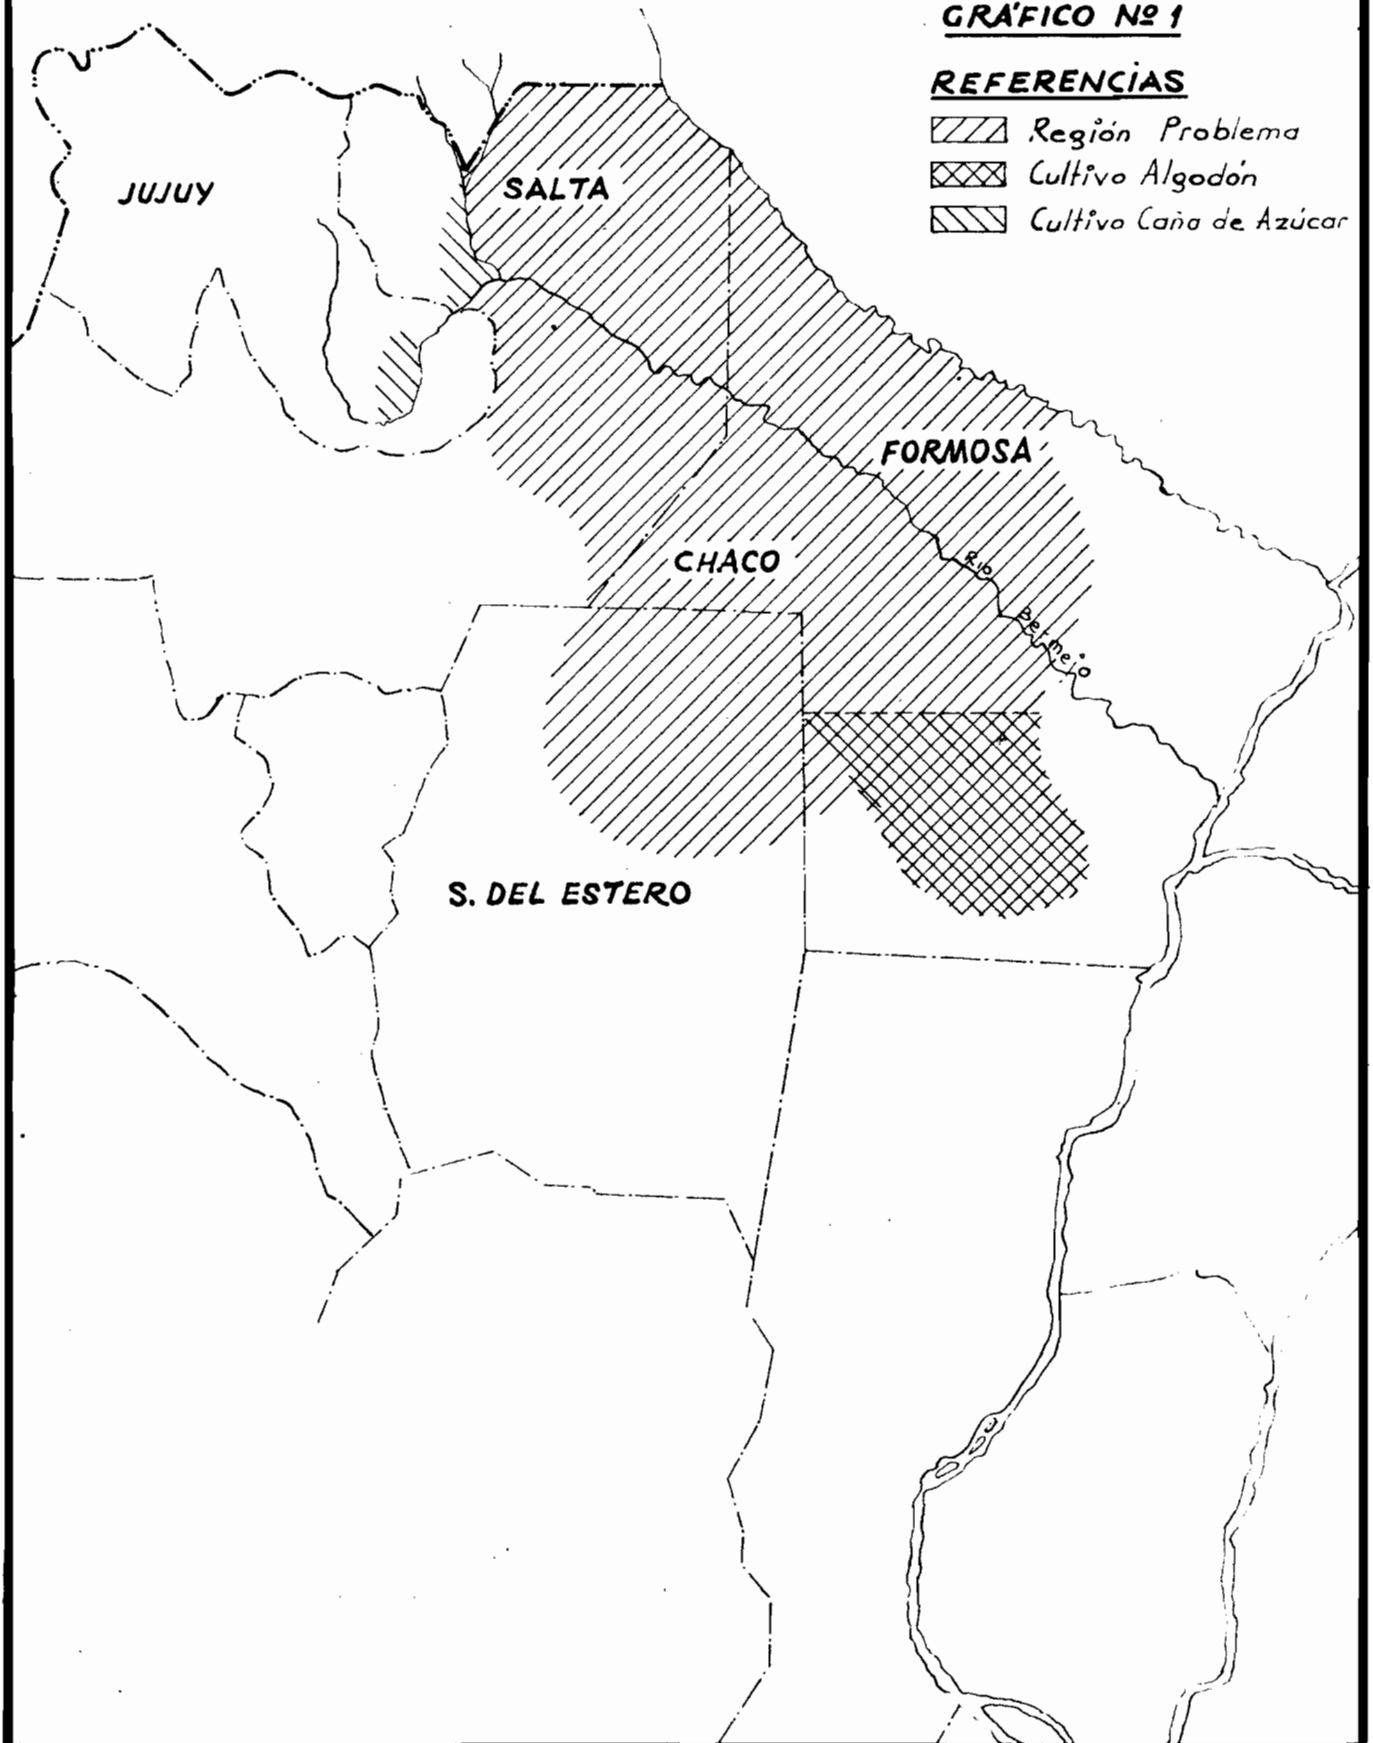 GRÁFICO Nº 1
REFERENCIAS
Región Problema
Cultivo Algodón
Cultivo Caña de Azúcar
JUJUY
SALTA
FORMOSA
CHACO
Rio
Bermejo
S. DEL ESTERO